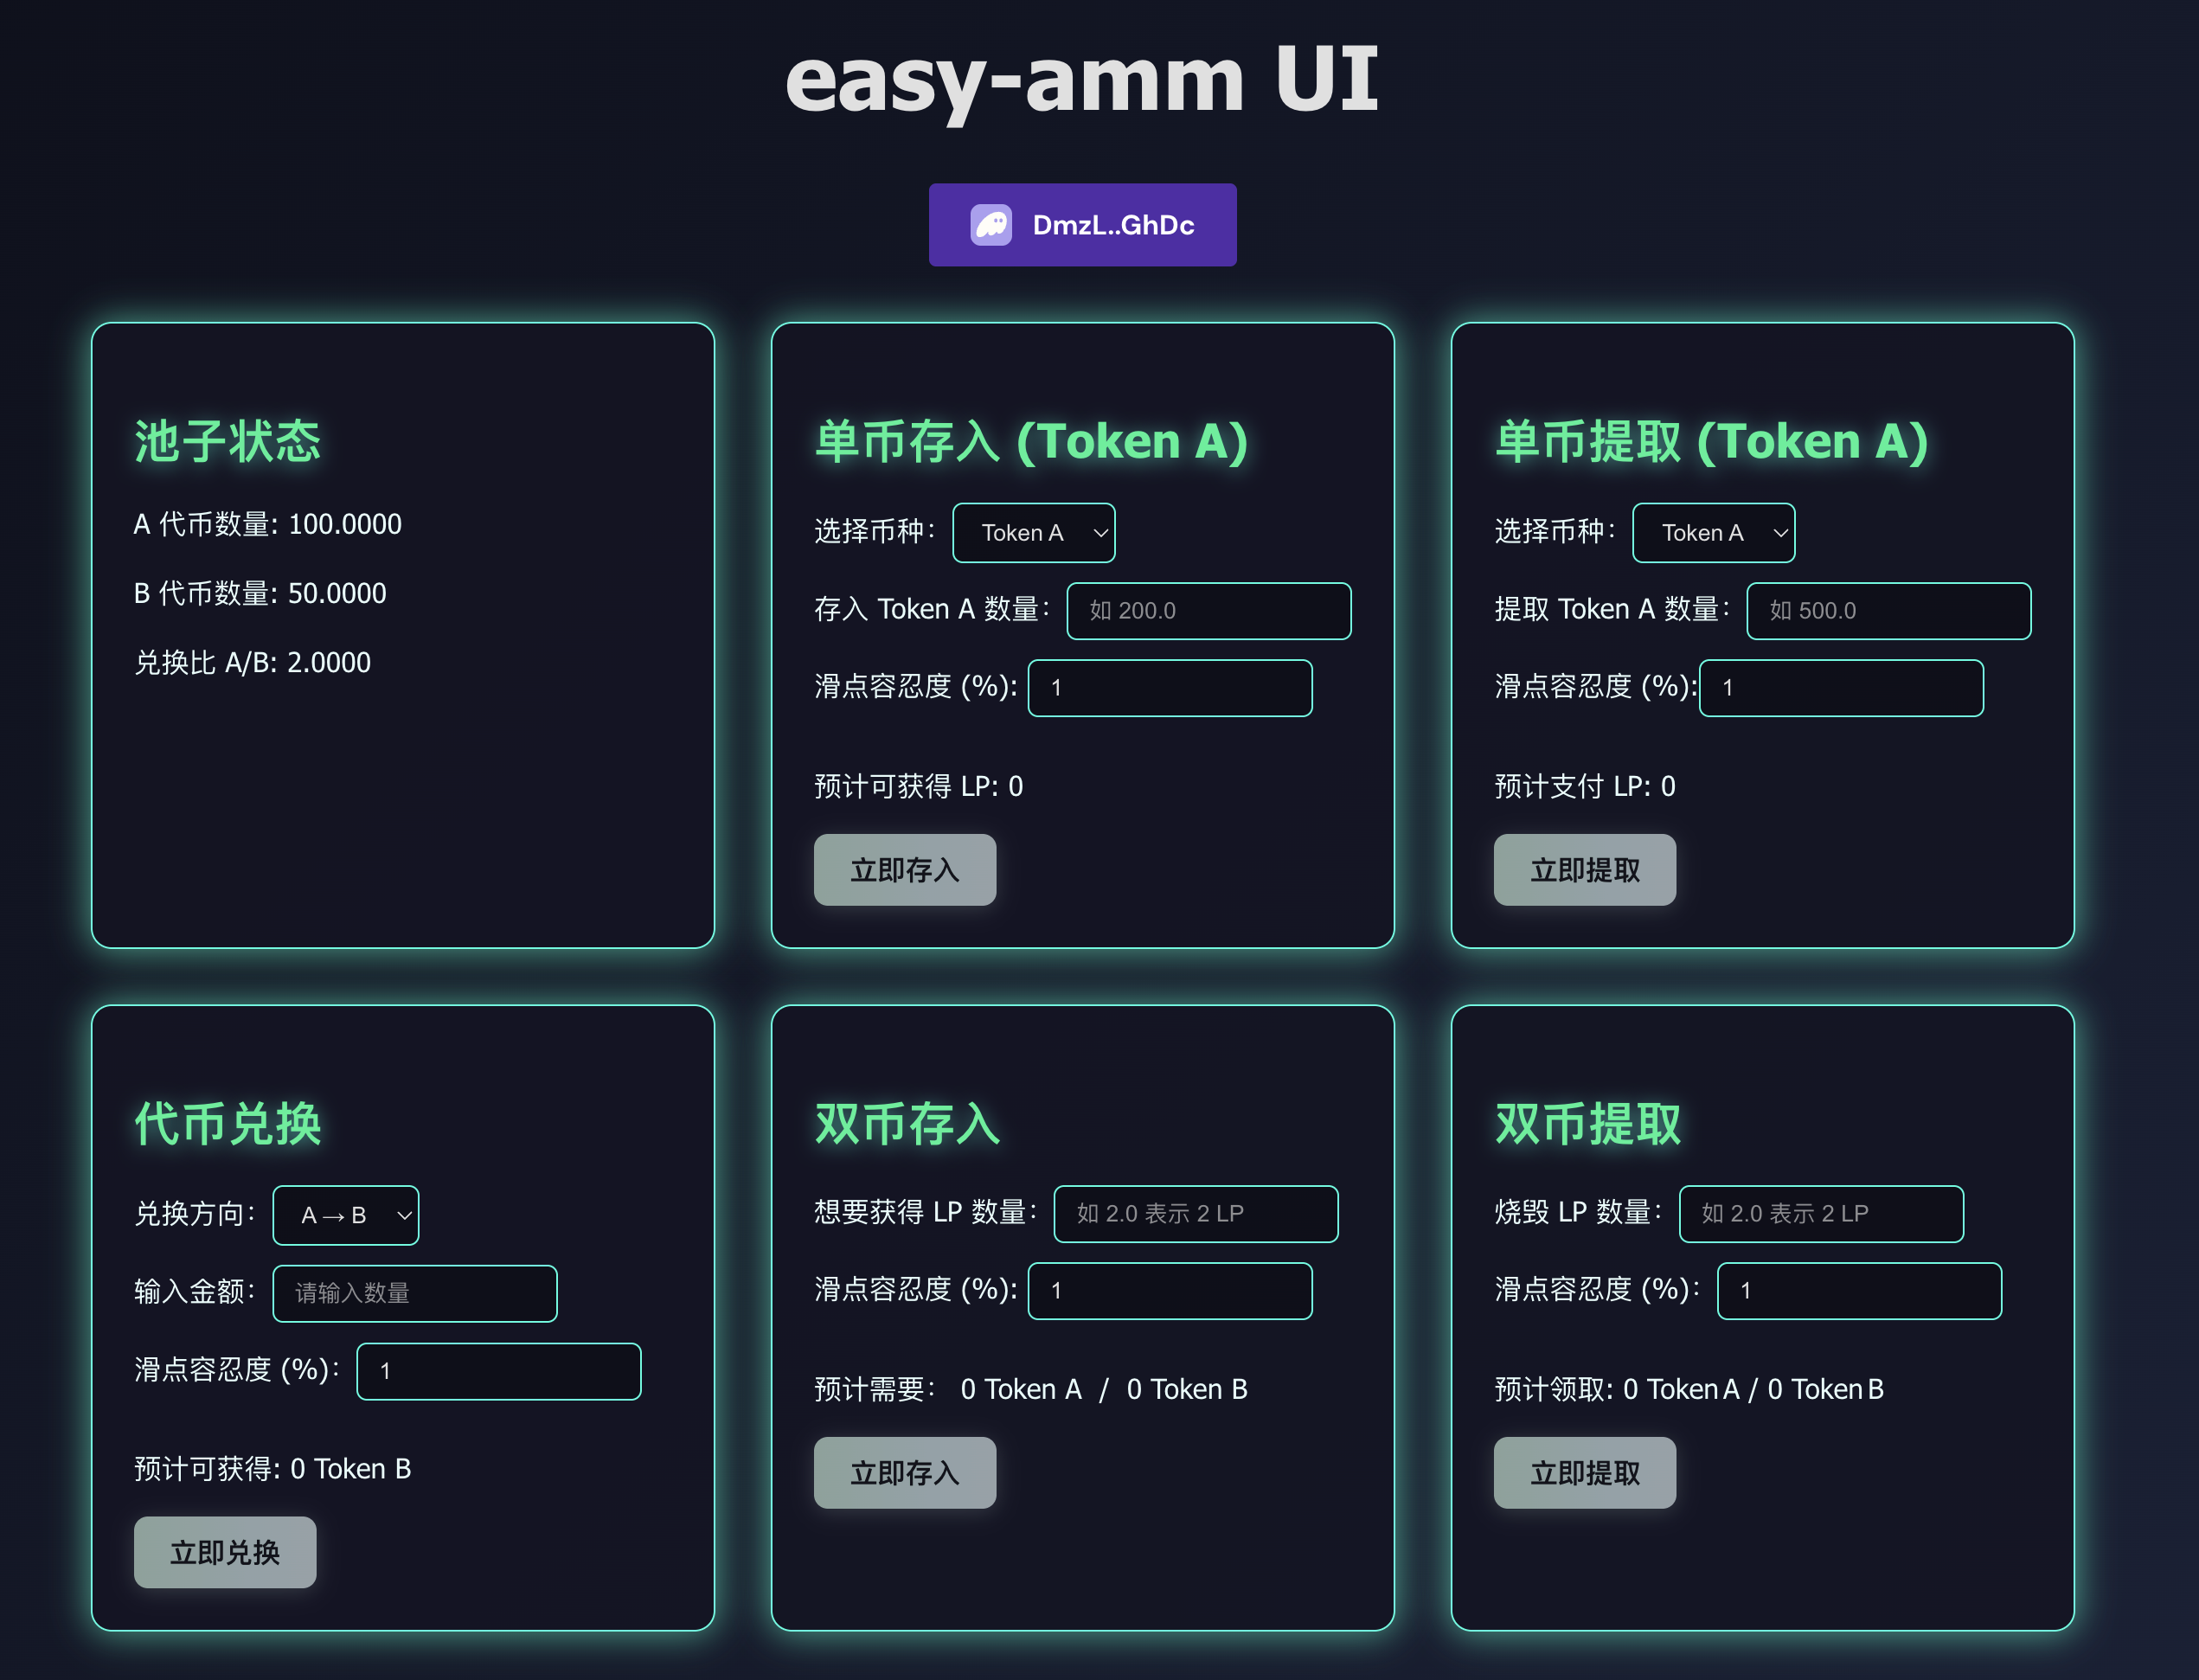 easy-amm UI
DmzL..GhDc
池子状态
A 代币数量: 100.0000
B 代币数量: 50.0000
兑换比 A/B: 2.0000
单币存入 (Token A)
选择币种： Token A
存入 Token A 数量： 如 200.0
滑点容忍度 (%): 1
预计可获得 LP: 0
立即存入
单币提取 (Token A)
选择币种： Token A
提取 Token A 数量： 如 500.0
滑点容忍度 (%): 1
预计支付 LP: 0
立即提取
代币兑换
兑换方向： A → B
输入金额： 请输入数量
滑点容忍度 (%)： 1
预计可获得: 0 Token B
立即兑换
双币存入
想要获得 LP 数量： 如 2.0 表示 2 LP
滑点容忍度 (%): 1
预计需要： 0 Token A / 0 Token B
立即存入
双币提取
烧毁 LP 数量： 如 2.0 表示 2 LP
滑点容忍度 (%)： 1
预计领取: 0 Token A / 0 Token B
立即提取